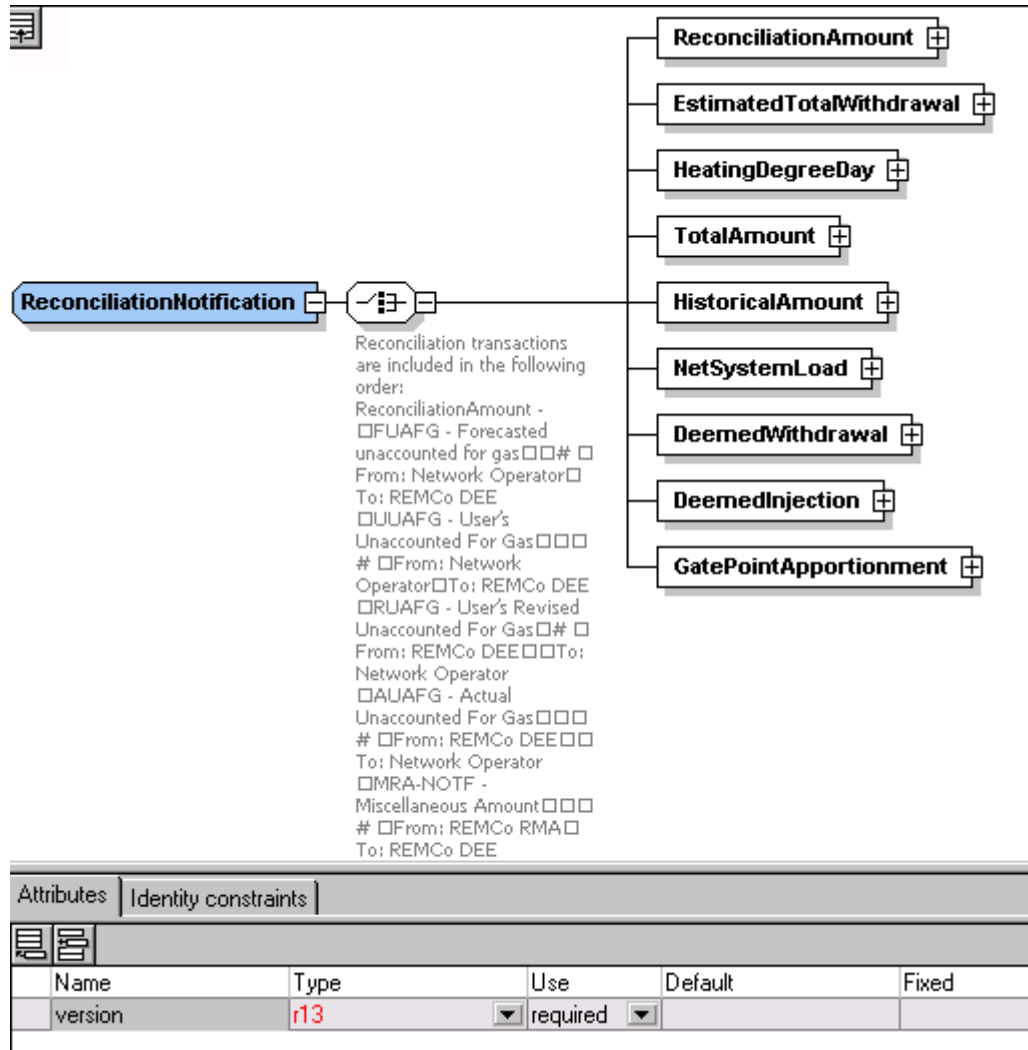 ReconciliationAmount
EstimatedTotalWithdrawal
HeatingDegreeDay
TotalAmount
ReconciliationNotification
HistoricalAmount
NetSystemLoad
DeemedWithdrawal
DeemedInjection
GatePointApportionment
Reconciliation transactions
are included in the following
order:
ReconciliationAmount -
□FUAFG - Forecasted
unaccounted for gas□□# □
From: Network Operator□
To: REMCo DEE
□UUAFG - User's
Unaccounted For Gas□□□
# □From: Network
Operator□To: REMCo DEE
□RUAFG - User's Revised
Unaccounted For Gas□# □
From: REMCo DEE□□To:
Network Operator
□AUAFG - Actual
Unaccounted For Gas□□□
# □From: REMCo DEE□□
To: Network Operator
□MRA-NOTF -
Miscellaneous Amount□□□
# □From: REMCo RMA□
To: REMCo DEE
Attributes Identity constraints
Name Type Use Default Fixed
version r13 required